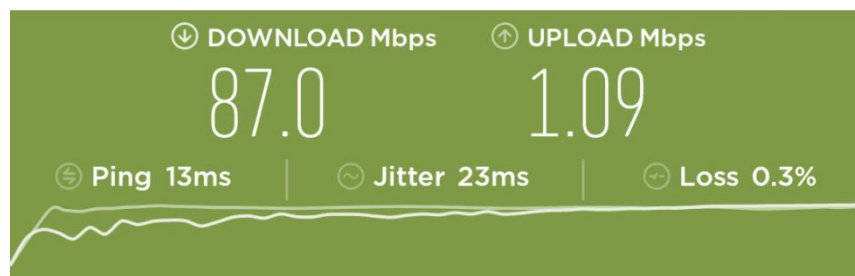 DOWNLOAD Mbps UPLOAD Mbps
87.0 1.09
Ping 13ms Jitter 23ms Loss 0.3%